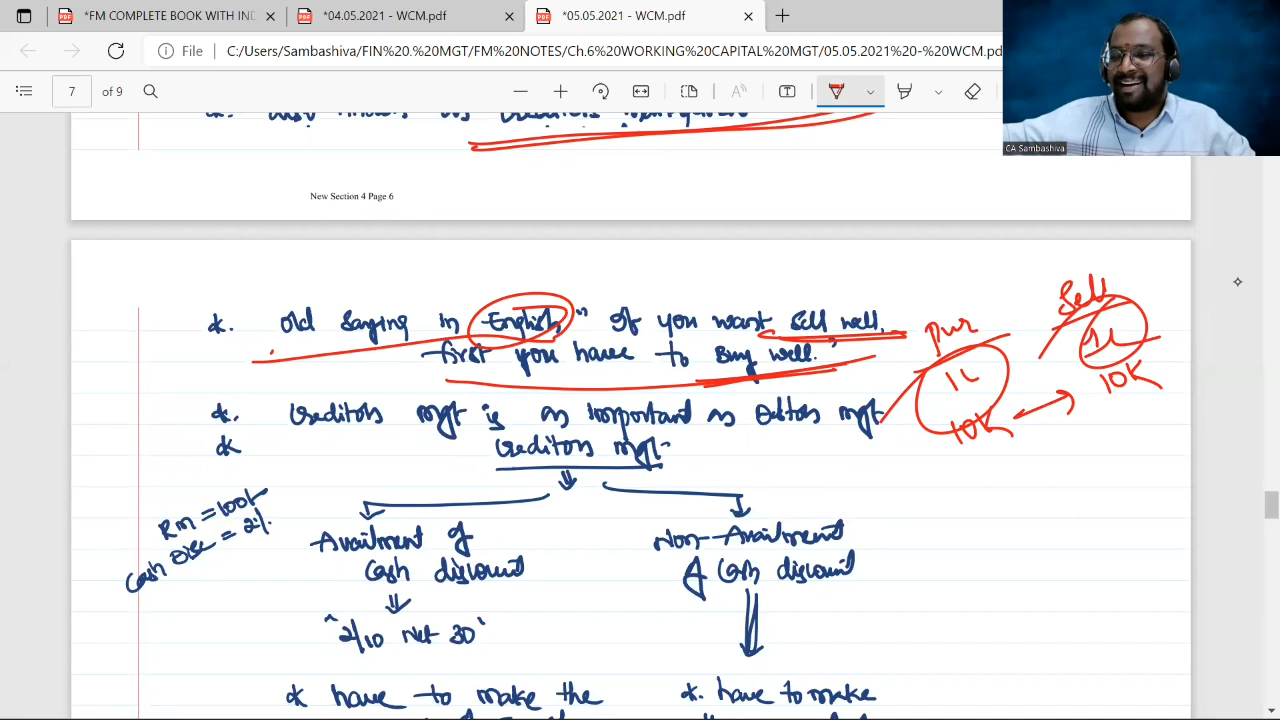 *FM COMPLETE BOOK WITH IND
*04.05.2021 - WCM.pdf
*05.05.2021 - WCM.pdf
File
C:/Users/Sambashiva/FIN%20.%20MGT/FM%20NOTES/Ch.6%20WORKING%20CAPITAL%20MGT/05.05.2021%20-%20WCM.pd
7 of 9
CA Sambashiva
New Section 4 Page 6
*. Old Saying in English " If you want Sell well,
first you have to Buy well."
Pur
1L
10K
Sell
1L
10K
*. Creditors mgt is as important as Debtors mgt
* Creditors mgt-
RM = 100/-
Cash Disc = 2%
Availment of
Cash discount
"2/10 Net 30"
* have to make the
Non-Availment
of Cash discount
*. have to make